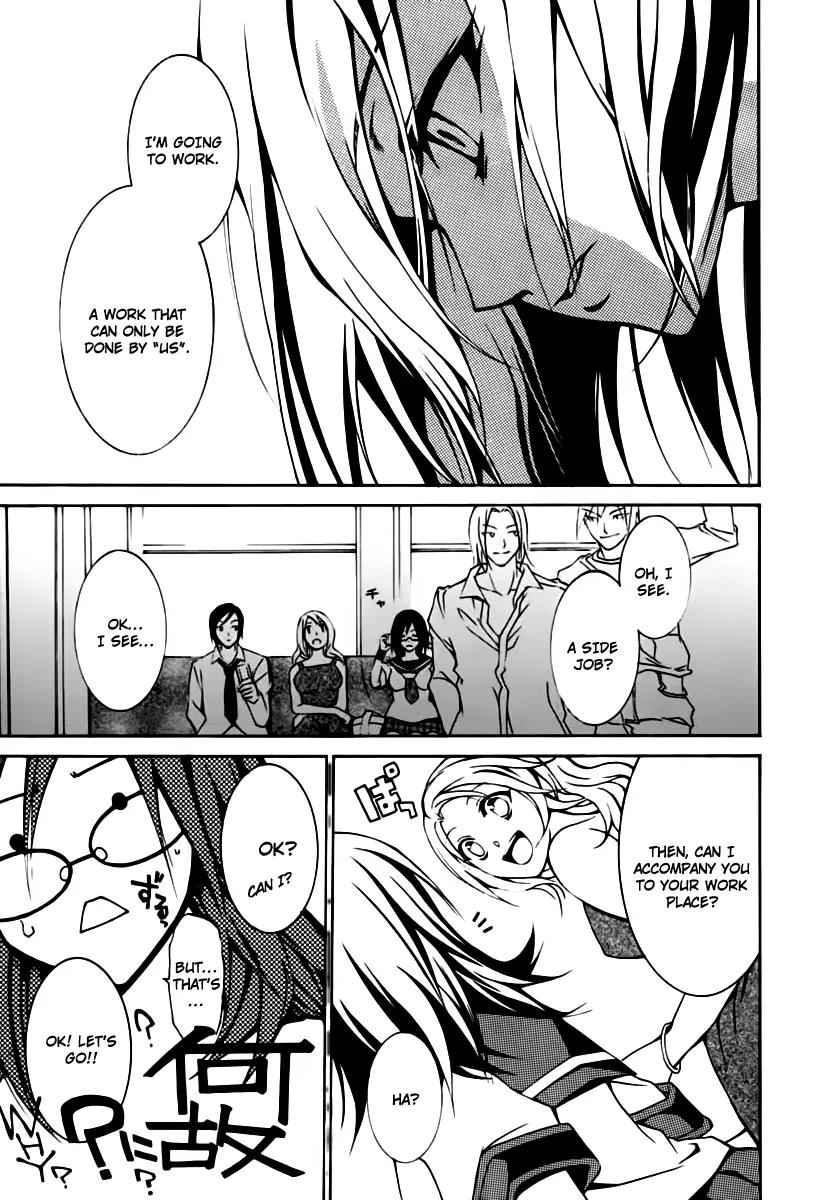 I'M GOING
TO WORK.
A WORK THAT
CAN ONLY BE
DONE BY "US".
OH, I
SEE.
A SIDE
JOB?
チャ
OK...
I SEE...
THEN, CAN I
ACCOMPANY YOU
TO YOUR WORK
PLACE?
ぱっ
HA?
OK?
CAN I?
ずるっ
BUT...
THAT'S
...
OK! LET'S
GO!!
?
何故
に
?
?
WHY?